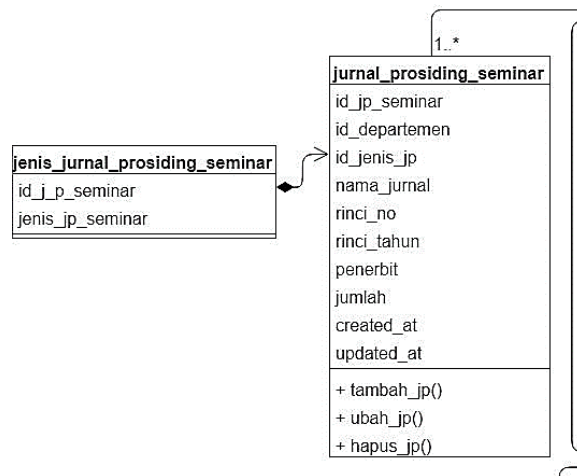 1..*
jurnal_prosiding_seminar
id_jp_seminar
id_departemen
id_jenis_jp
nama_jurnal
rinci_no
rinci_tahun
penerbit
jumlah
created_at
updated_at
+ tambah_jp()
+ ubah_jp()
+ hapus_jp()
jenis_jurnal_prosiding_seminar
id_j_p_seminar
jenis_jp_seminar